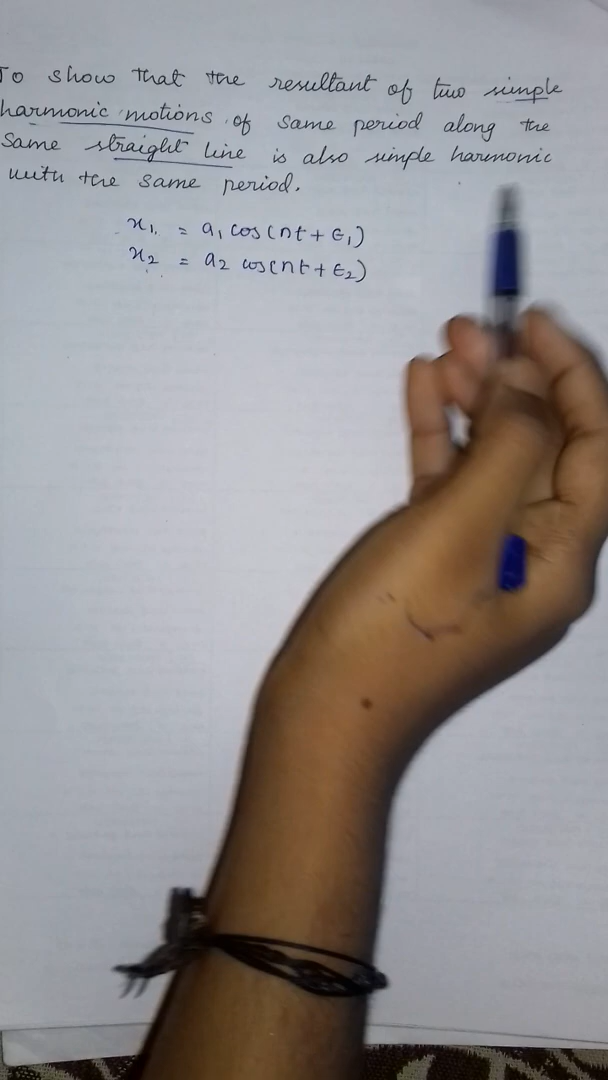 To show that the resultant of two simple
harmonic motions of same period along the
same straight line is also simple harmonic
with the same period.
x₁ = a₁ cos(nt + ϵ₁)
x₂ = a₂ cos(nt + ϵ₂)